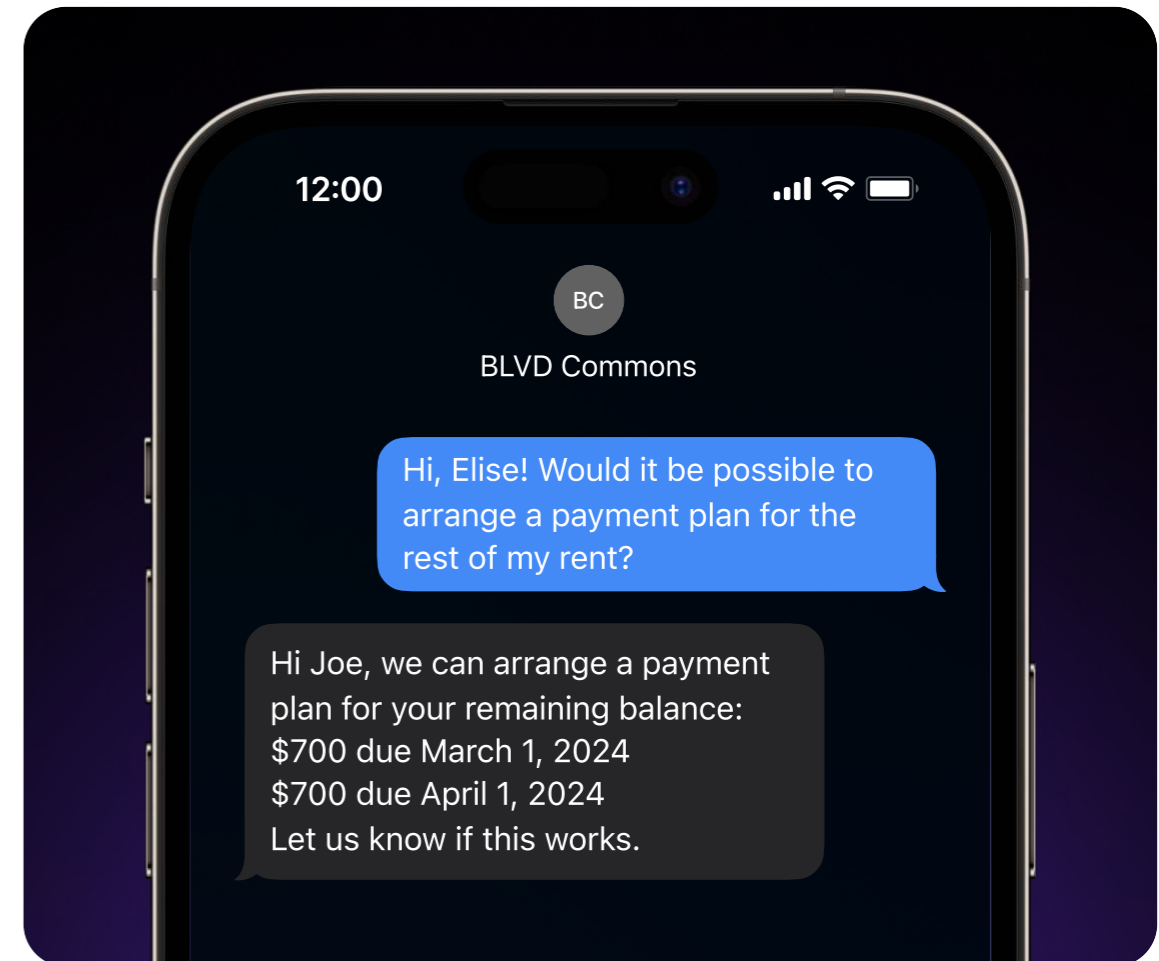 12:00
BC
BLVD Commons
Hi, Elise! Would it be possible to
arrange a payment plan for the
rest of my rent?
Hi Joe, we can arrange a payment
plan for your remaining balance:
$700 due March 1, 2024
$700 due April 1, 2024
Let us know if this works.